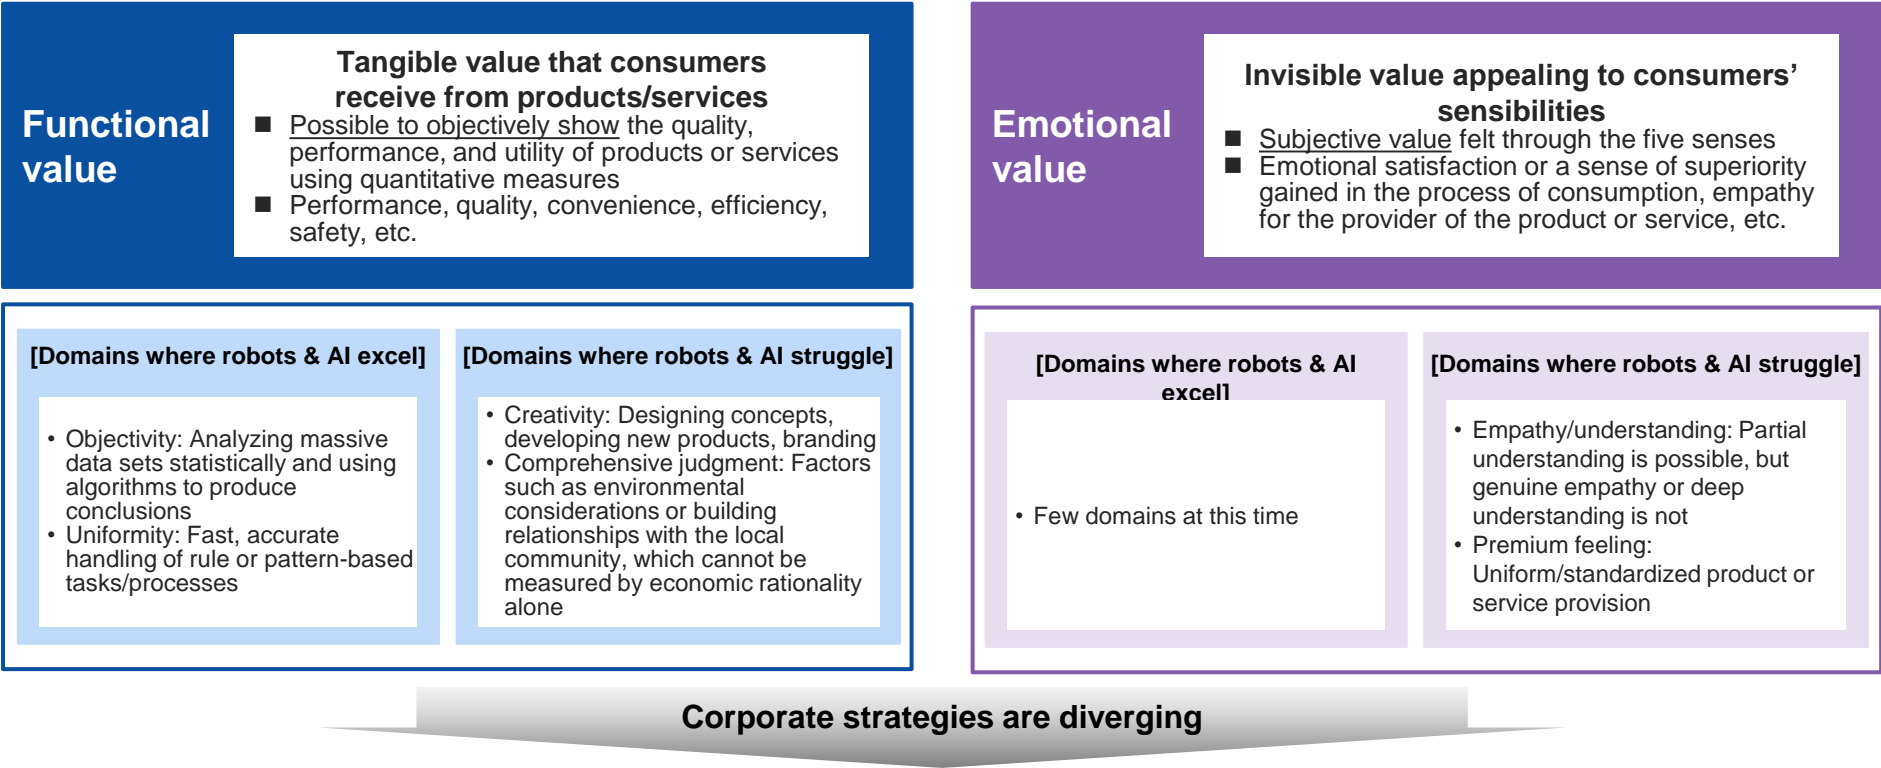 Functional
value
Tangible value that consumers
receive from products/services
■ Possible to objectively show the quality,
performance, and utility of products or services
using quantitative measures
■ Performance, quality, convenience, efficiency,
safety, etc.
[Domains where robots & AI excel]
• Objectivity: Analyzing massive
data sets statistically and using
algorithms to produce
conclusions
• Uniformity: Fast, accurate
handling of rule or pattern-based
tasks/processes
[Domains where robots & AI struggle]
• Creativity: Designing concepts,
developing new products, branding
• Comprehensive judgment: Factors
such as environmental
considerations or building
relationships with the local
community, which cannot be
measured by economic rationality
alone
Emotional
value
Invisible value appealing to consumers’
sensibilities
■ Subjective value felt through the five senses
■ Emotional satisfaction or a sense of superiority
gained in the process of consumption, empathy
for the provider of the product or service, etc.
[Domains where robots & AI
excel]
• Few domains at this time
[Domains where robots & AI struggle]
• Empathy/understanding: Partial
understanding is possible, but
genuine empathy or deep
understanding is not
• Premium feeling:
Uniform/standardized product or
service provision
Corporate strategies are diverging